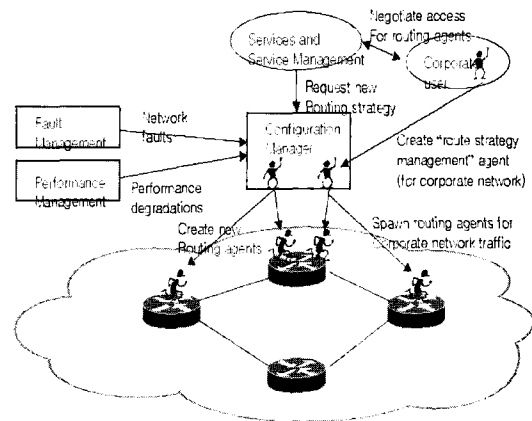 Negotiate access
For routing agents
Services and
Service Management
Corporate
user
Request new
Routing strategy
Fault
Management
Network
faults
Configuration
Manager
Create "route strategy
management" agent
(for corporate network)
Performance
Management
Performance
degradations
Create new
Routing agents
Spawn routing agents for
Corporate network traffic